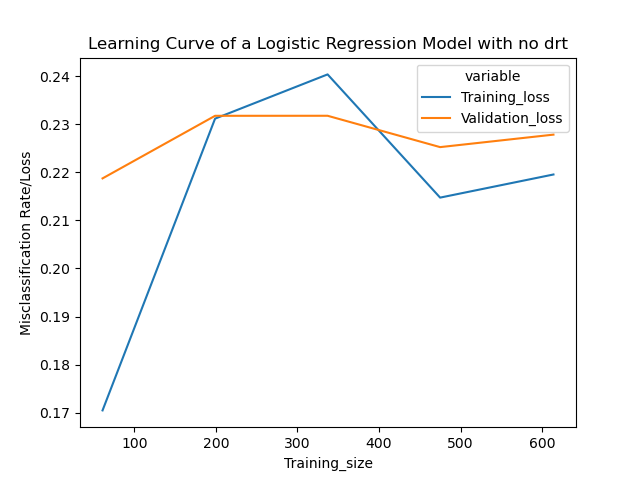 Learning Curve of a Logistic Regression Model with no drt
variable
Training_loss
Validation_loss
Misclassification Rate/Loss
0.24
0.23
0.22
0.21
0.20
0.19
0.18
0.17
100 200 300 400 500 600
Training_size